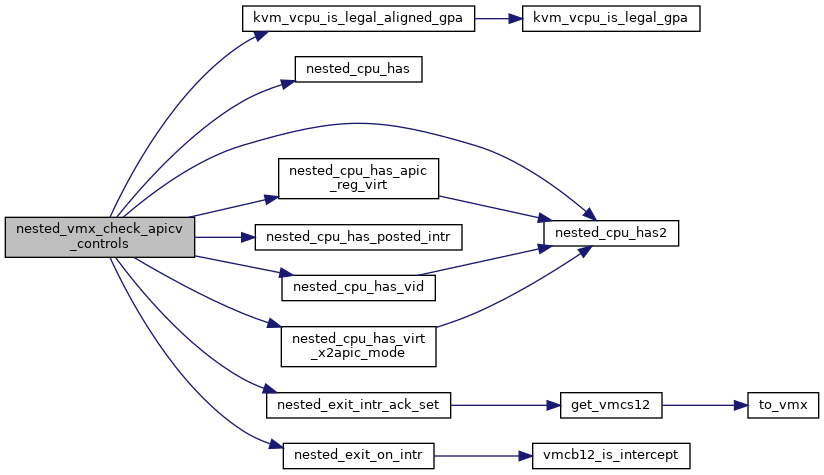 kvm_vcpu_is_legal_aligned_gpa
kvm_vcpu_is_legal_gpa
nested_cpu_has
nested_cpu_has_apic
_reg_virt
nested_cpu_has2
nested_vmx_check_apicv
_controls
nested_cpu_has_posted_intr
nested_cpu_has_vid
nested_cpu_has_virt
_x2apic_mode
nested_exit_intr_ack_set
get_vmcs12
to_vmx
nested_exit_on_intr
vmcb12_is_intercept